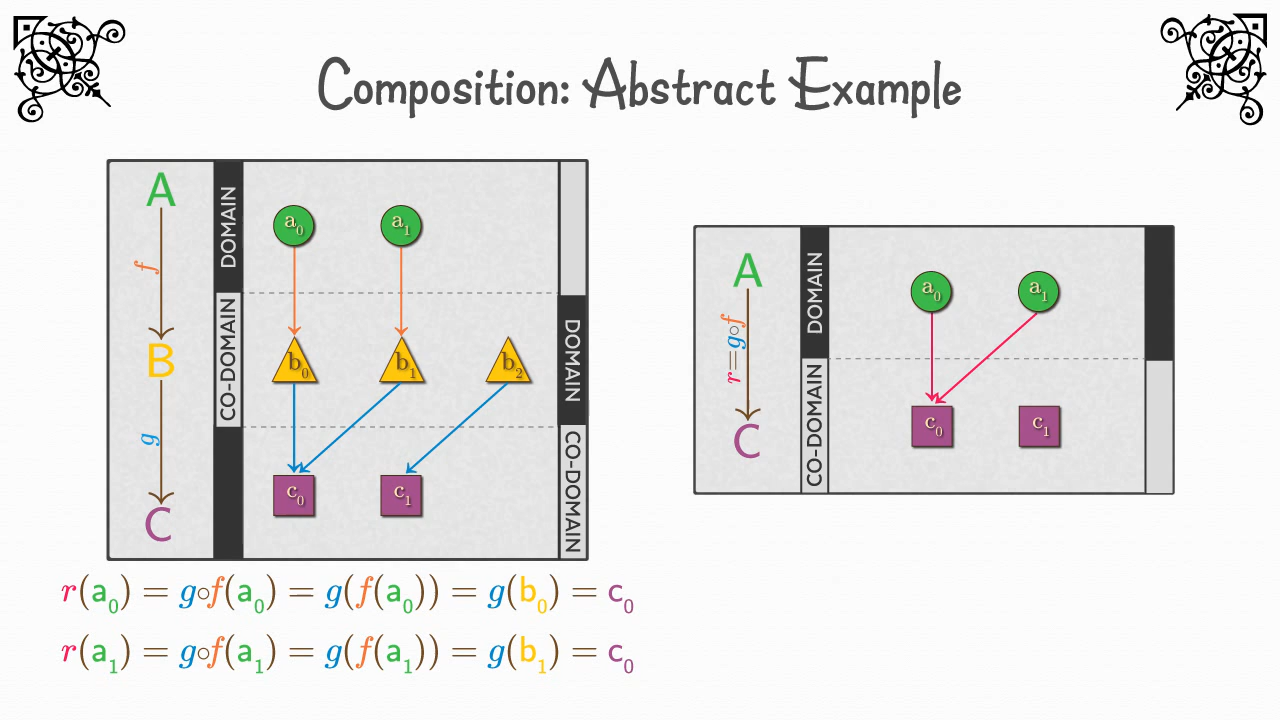 Composition: Abstract Example
A
f
B
g
C
DOMAIN
CO-DOMAIN
a₀ a₁
b₀ b₁ b₂
c₀ c₁
DOMAIN
CO-DOMAIN
A
r=g∘f
C
DOMAIN
CO-DOMAIN
a₀ a₁
c₀ c₁
r(a₀) = g∘f(a₀) = g(f(a₀)) = g(b₀) = c₀
r(a₁) = g∘f(a₁) = g(f(a₁)) = g(b₁) = c₀